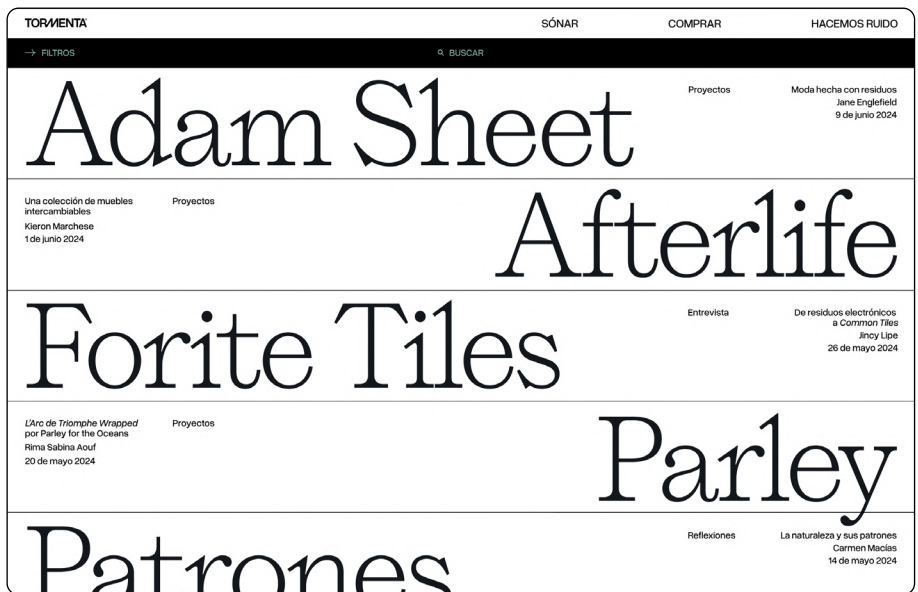 TORMENTA
SÓNAR
COMPRAR
HACEMOS RUIDO
→ FILTROS
BUSCAR
Adam Sheet
Proyectos
Moda hecha con residuos
Jane Englefield
9 de junio 2024
Una colección de muebles
intercambiables
Kieron Marchese
1 de junio 2024
Proyectos
Afterlife
Forite Tiles
Entrevista
De residuos electrónicos
a Common Tiles
Jincy Lipe
26 de mayo 2024
L'Arc de Triomphe Wrapped
por Parley for the Oceans
Rima Sabina Aouf
20 de mayo 2024
Proyectos
Parley
Patrones
Reflexiones
La naturaleza y sus patrones
Carmen Macías
14 de mayo 2024